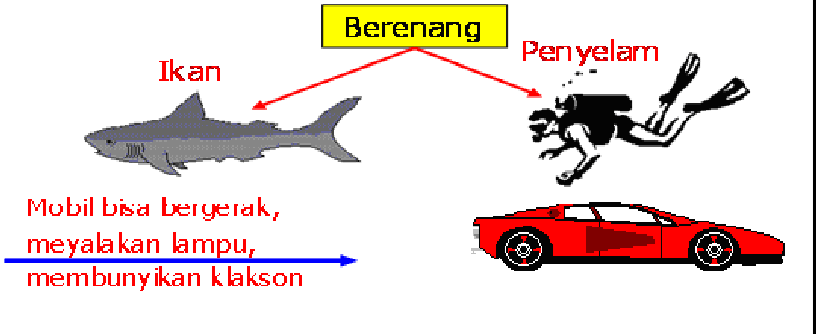 Berenang
Ikan
Penyelam
Mobil bisa bergerak,
meyalakan lampu,
membunyikan klakson